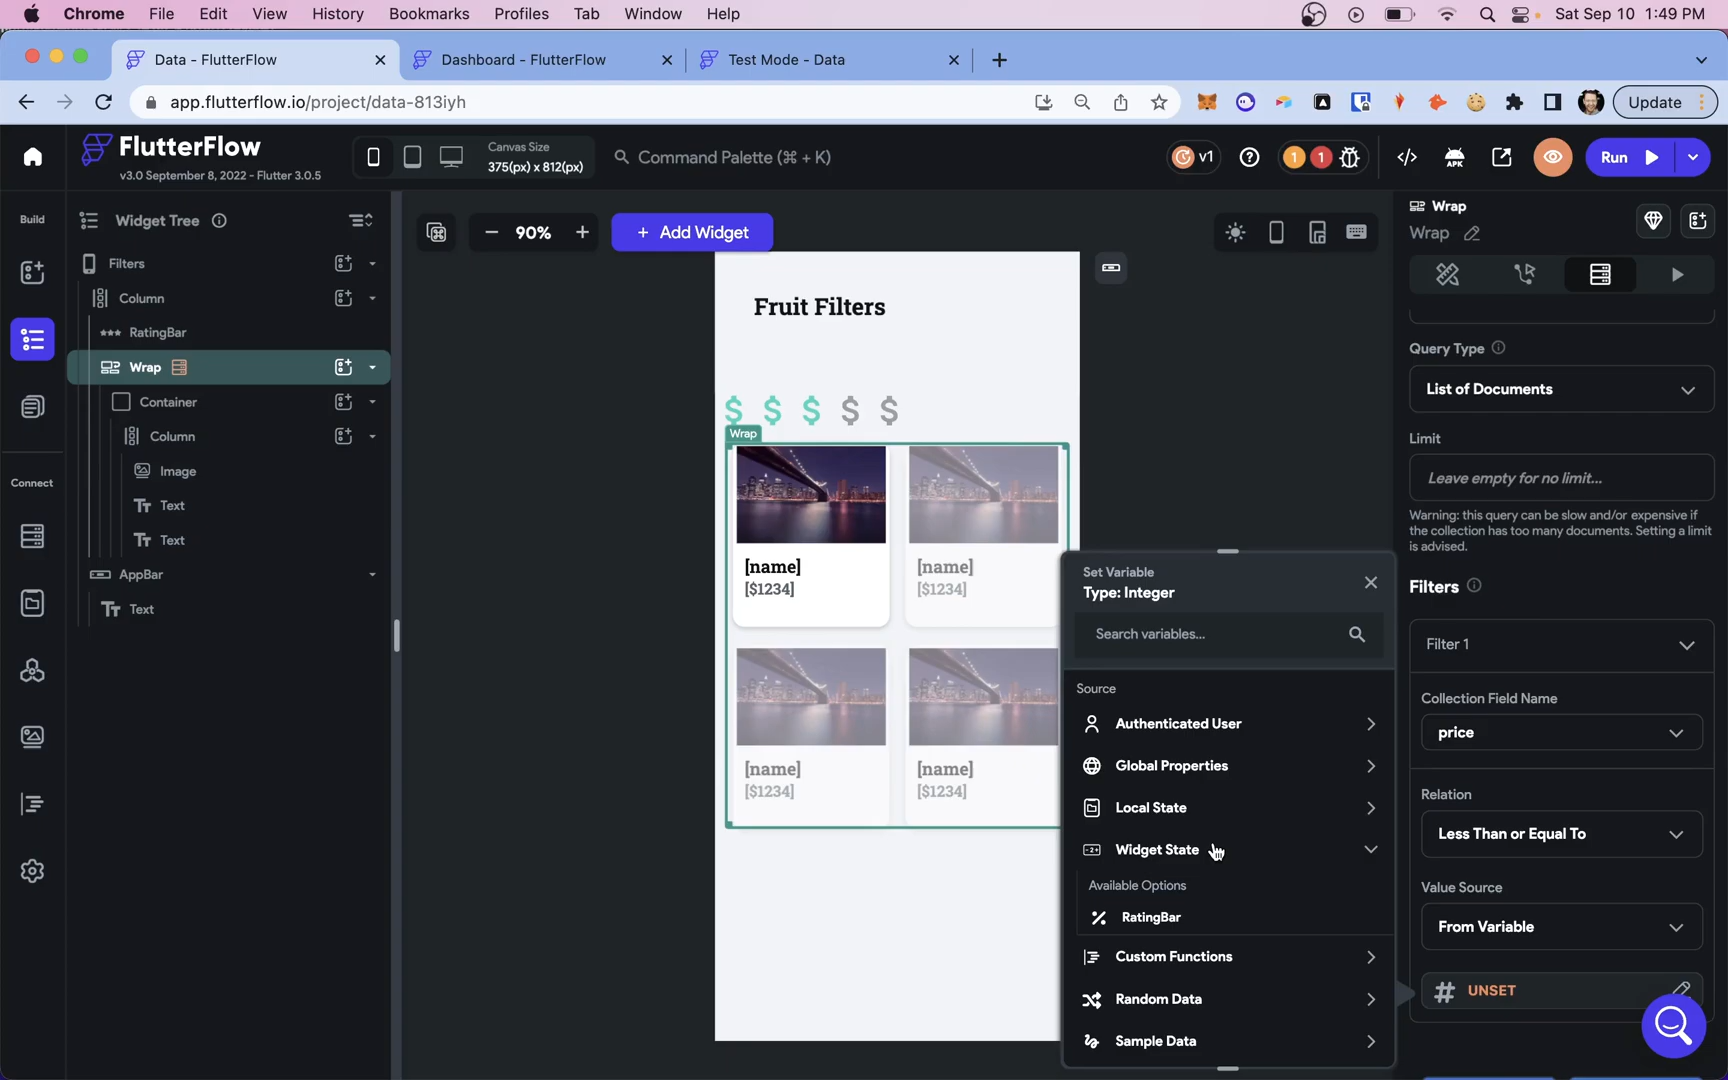 Chrome File Edit View History Bookmarks Profiles Tab Window Help Sat Sep 10 1:49 PM
Data - FlutterFlow Dashboard - FlutterFlow Test Mode - Data
app.flutterflow.io/project/data-813iyh Update
FlutterFlow
v3.0 September 8, 2022 - Flutter 3.0.5
Canvas Size
375(px) x 812(px)
Command Palette (⌘ + K)
v1
1 1
APK
Run
Build
Connect
Widget Tree
Filters
Column
RatingBar
Wrap
Container
Column
Image
Text
Text
AppBar
Text
90%
+ Add Widget
Fruit Filters
$ $ $ $ $
Wrap
[name]
[$1234]
[name]
[$1234]
[name]
[$1234]
[name]
[$1234]
Set Variable
Type: Integer
Search variables...
Source
Authenticated User
Global Properties
Local State
Widget State
Available Options
RatingBar
Custom Functions
Random Data
Sample Data
Wrap
Wrap
Query Type
List of Documents
Limit
Leave empty for no limit...
Warning: this query can be slow and/or expensive if
the collection has too many documents. Setting a limit
is advised.
Filters
Filter 1
Collection Field Name
price
Relation
Less Than or Equal To
Value Source
From Variable
# UNSET